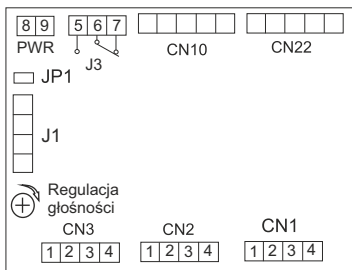 8 9 5 6 7
PWR J3 CN10 CN22
JP1
J1
Regulacja
głośności
CN3 CN2 CN1
1 2 3 4 1 2 3 4 1 2 3 4